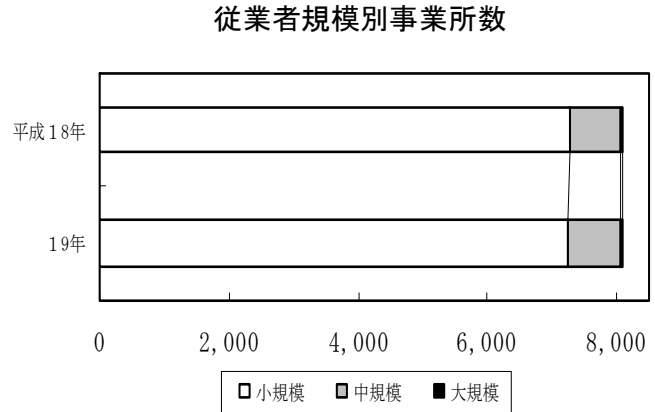 従業者規模別事業所数
平成18年
19年
0 2,000 4,000 6,000 8,000
小規模 中規模 大規模